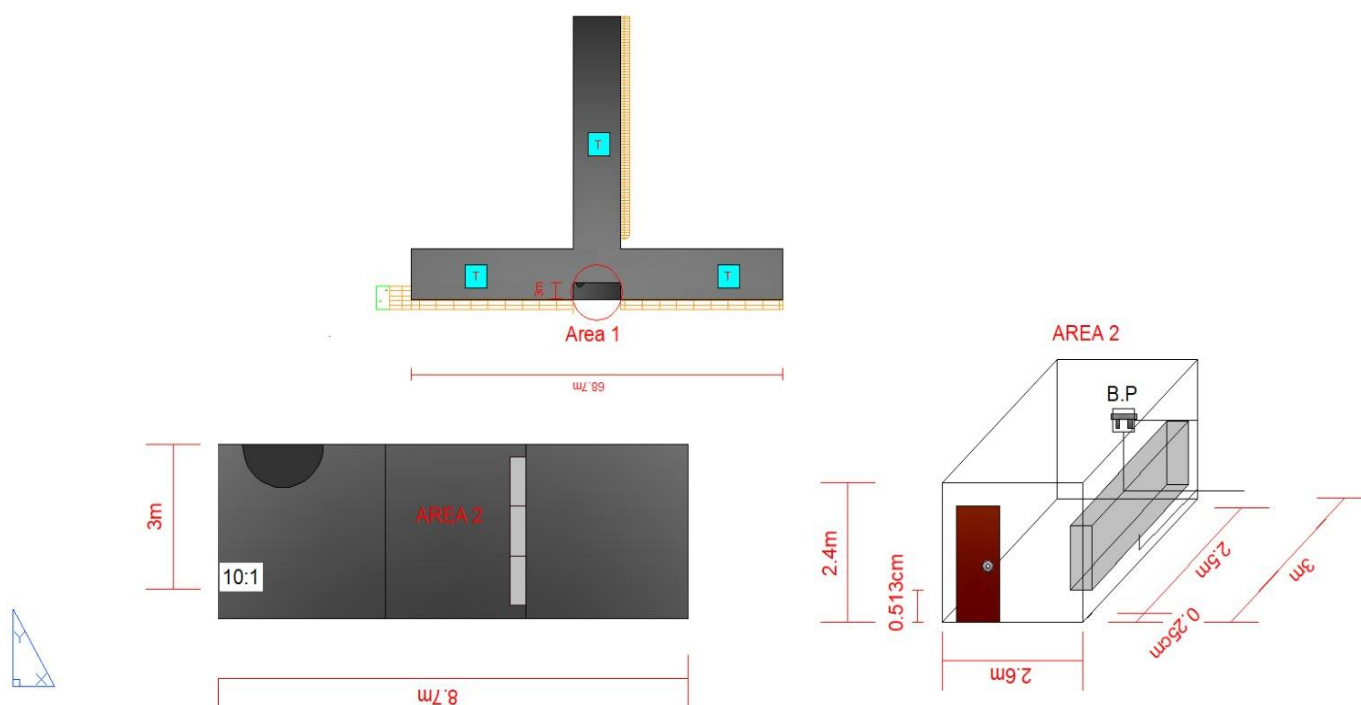 T
T
T
3m
Area 1
68.7m
AREA 2
B.P
3m
AREA 2
10:1
8.7m
2.4m
0.513cm
2.6m
2.5m
0.25cm
3m
Y
X